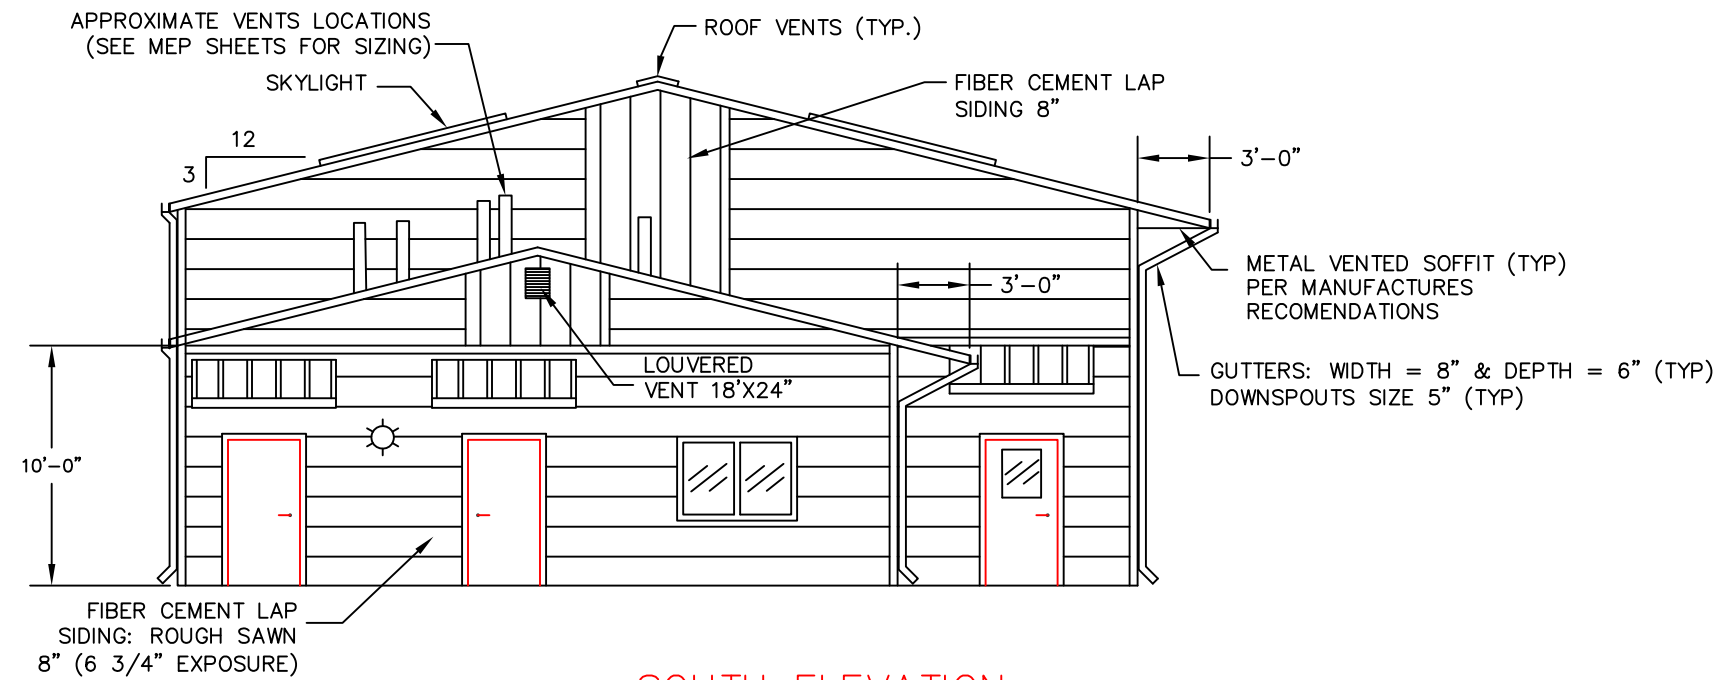 APPROXIMATE VENTS LOCATIONS
(SEE MEP SHEETS FOR SIZING)
ROOF VENTS (TYP.)
SKYLIGHT
FIBER CEMENT LAP
SIDING 8"
12
3
3'-0"
METAL VENTED SOFFIT (TYP)
PER MANUFACTURES
RECOMENDATIONS
3'-0"
LOUVERED
VENT 18'X24"
GUTTERS: WIDTH = 8" & DEPTH = 6" (TYP)
DOWNSPOUTS SIZE 5" (TYP)
10'-0"
FIBER CEMENT LAP
SIDING: ROUGH SAWN
8" (6 3/4" EXPOSURE)
SOUTH ELEVATION